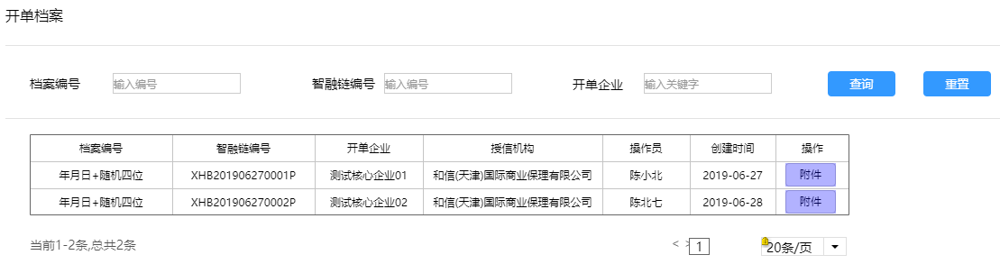 开单档案
档案编号 输入编号 智融链编号 输入编号 开单企业 输入关键字 查询 重置
档案编号 智融链编号 开单企业 授信机构 操作员 创建时间 操作
年月日+随机四位 XHB201906270001P 测试核心企业01 和信(天津)国际商业保理有限公司 陈小北 2019-06-27 附件
年月日+随机四位 XHB201906270002P 测试核心企业02 和信(天津)国际商业保理有限公司 陈北七 2019-06-28 附件
当前1-2条,总共2条 < > 1 20条/页